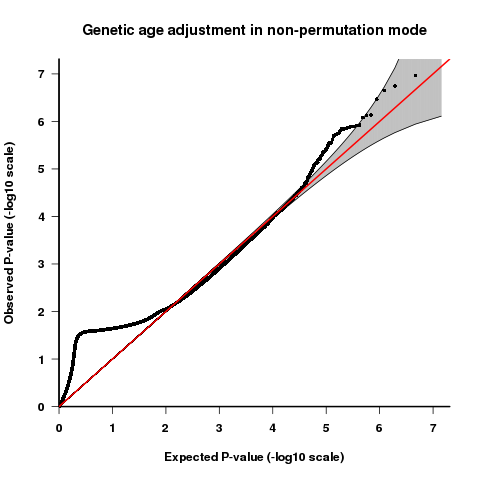 Genetic age adjustment in non-permutation mode
Observed P-value (-log10 scale)
7
6
5
4
3
2
1
0
0 1 2 3 4 5 6 7
Expected P-value (-log10 scale)